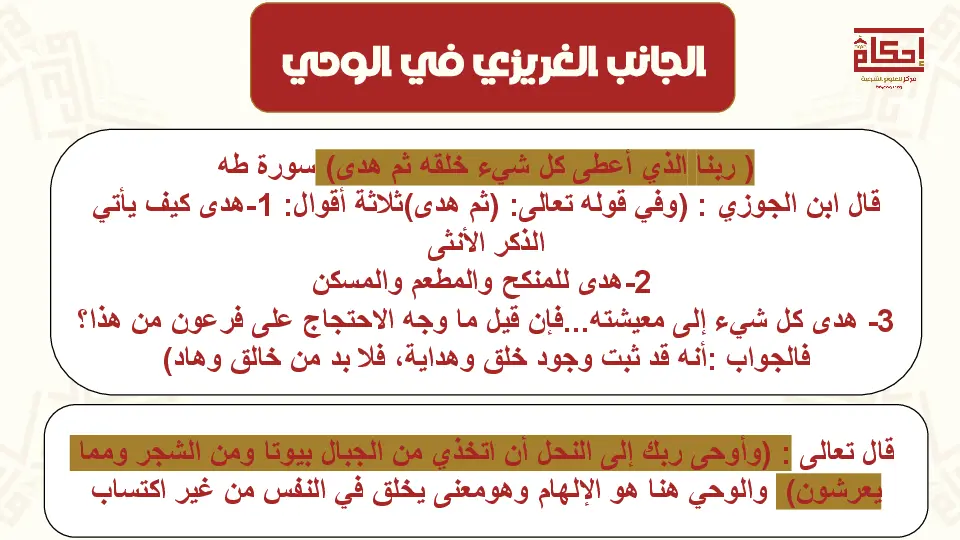 الجانب الغريزي في الوحي
إحكام
مركز للعلوم الشرعية
( ربنا الذي أعطى كل شيء خلقه ثم هدى) سورة طه
قال ابن الجوزي : (وفي قوله تعالى: (ثم هدى)ثلاثة أقوال: 1-هدى كيف يأتي
الذكر الأنثى
2-هدى للمنكح والمطعم والمسكن
3- هدى كل شيء إلى معيشته...فإن قيل ما وجه الاحتجاج على فرعون من هذا؟
فالجواب :أنه قد ثبت وجود خلق وهداية، فلا بد من خالق وهاد)
قال تعالى : (وأوحى ربك إلى النحل أن اتخذي من الجبال بيوتا ومن الشجر ومما
يعرشون) والوحي هنا هو الإلهام وهومعنى يخلق في النفس من غير اكتساب